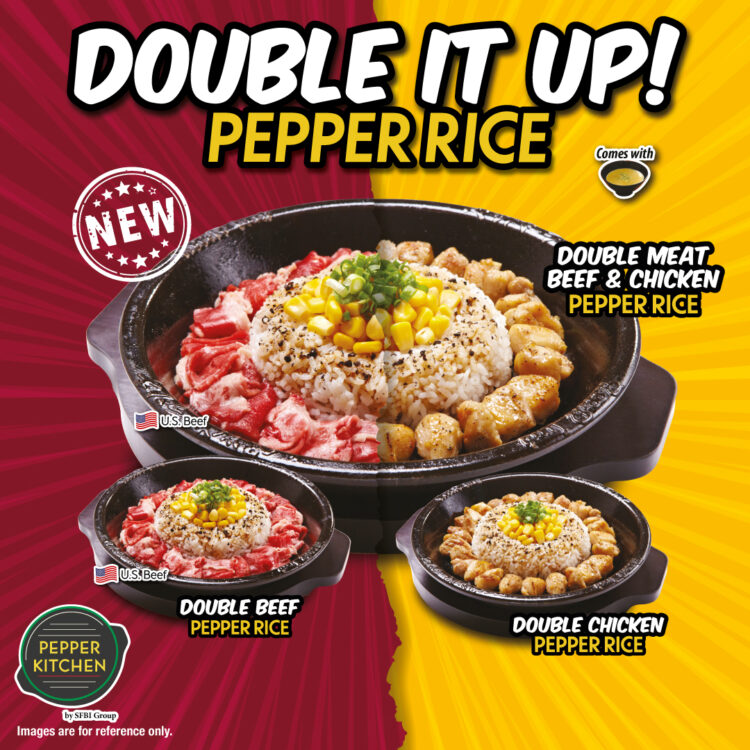 DOUBLE IT UP!
PEPPER RICE
Comes with
NEW
DOUBLE MEAT
BEEF & CHICKEN
PEPPER RICE
U.S. Beef
U.S. Beef
DOUBLE BEEF
PEPPER RICE
DOUBLE CHICKEN
PEPPER RICE
PEPPER
KITCHEN
by SFBI Group
Images are for reference only.